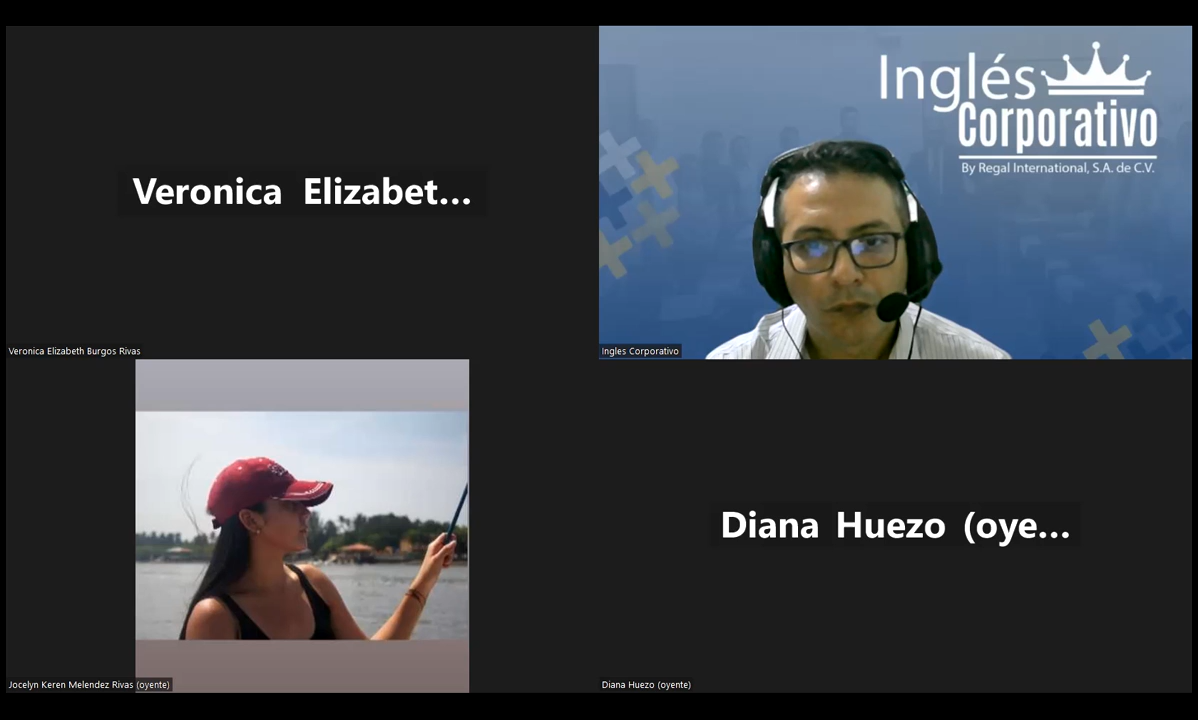 Veronica Elizabet...
Veronica Elizabeth Burgos Rivas
Inglés
Corporativo
By Regal International, S.A. de C.V.
Ingles Corporativo
Jocelyn Keren Melendez Rivas (oyente)
Diana Huezo (oye...
Diana Huezo (oyente)